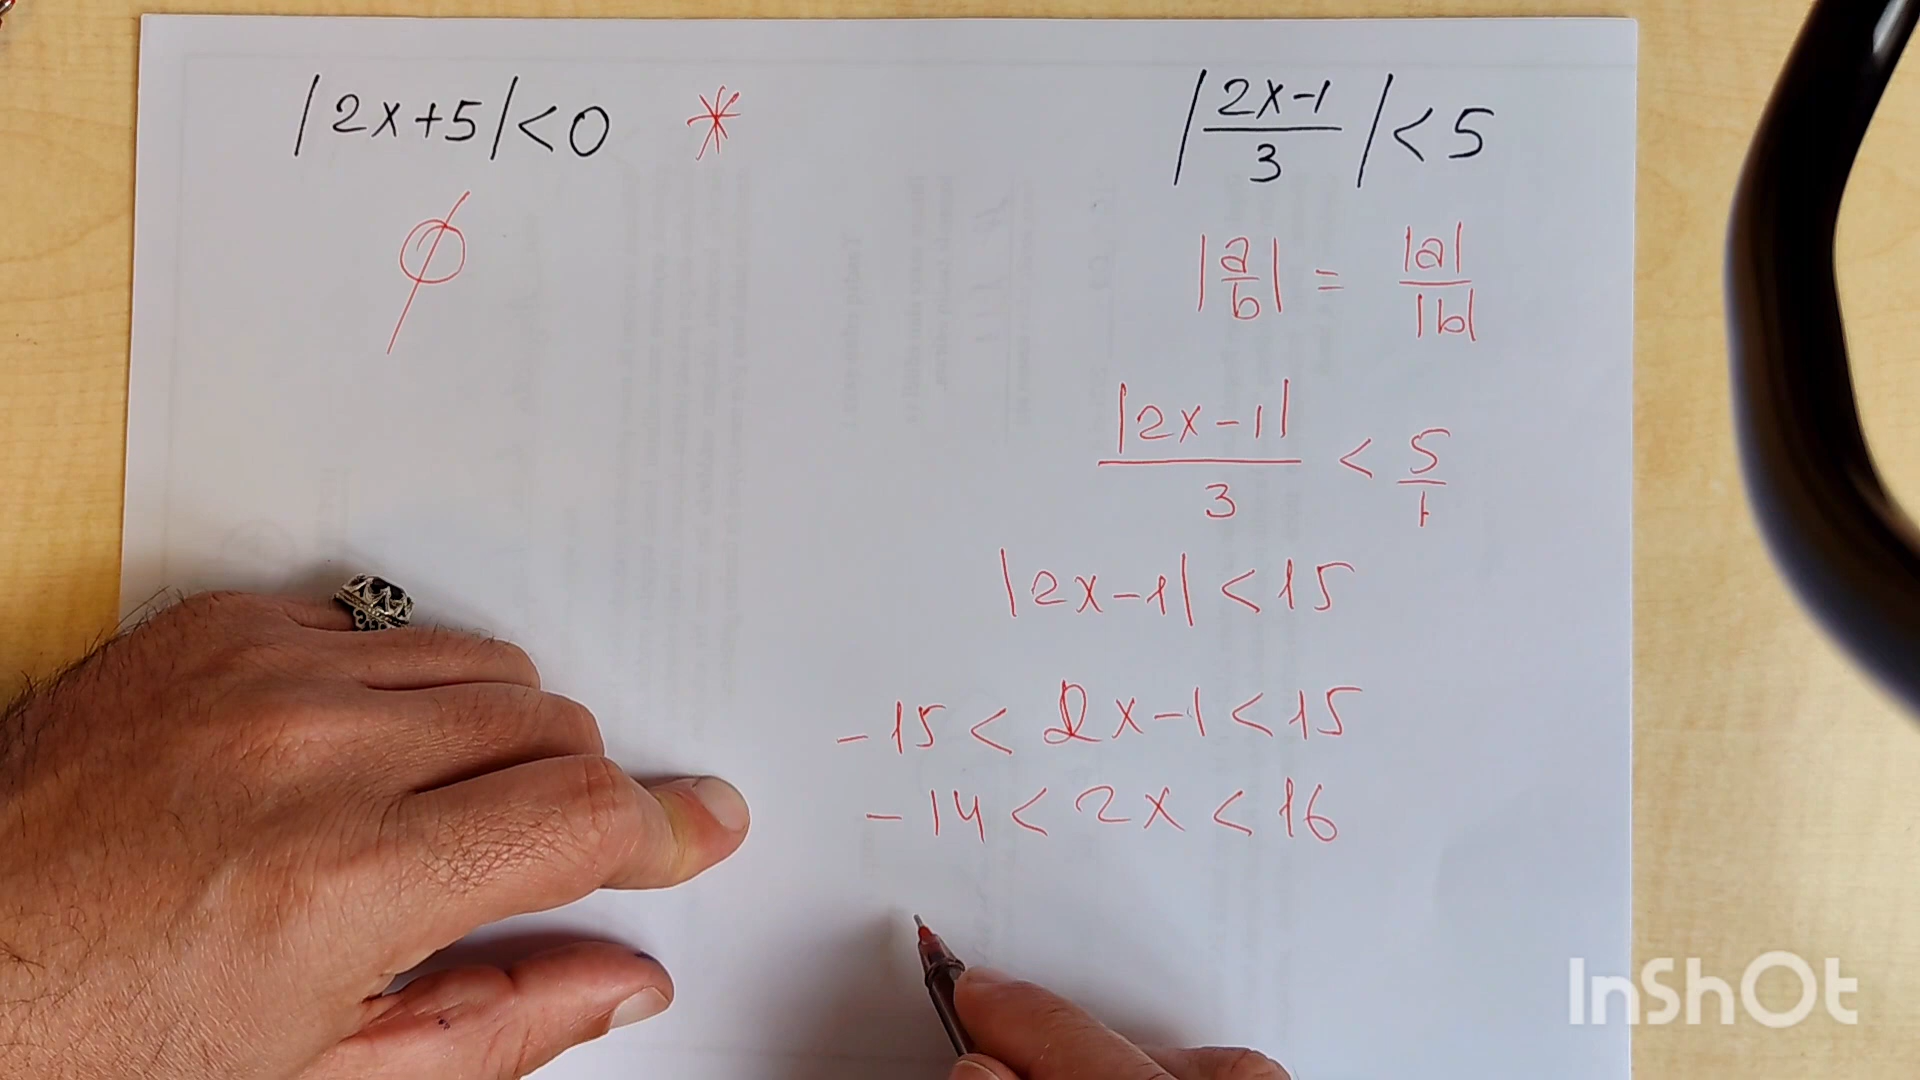 |2x+5|<0 *
∅
|2x-1/3|<5
|a/b| = |a|/|b|
|2x-1|/3 < 5/1
|2x-1|<15
-15<2x-1<15
-14<2x<16
InShOt